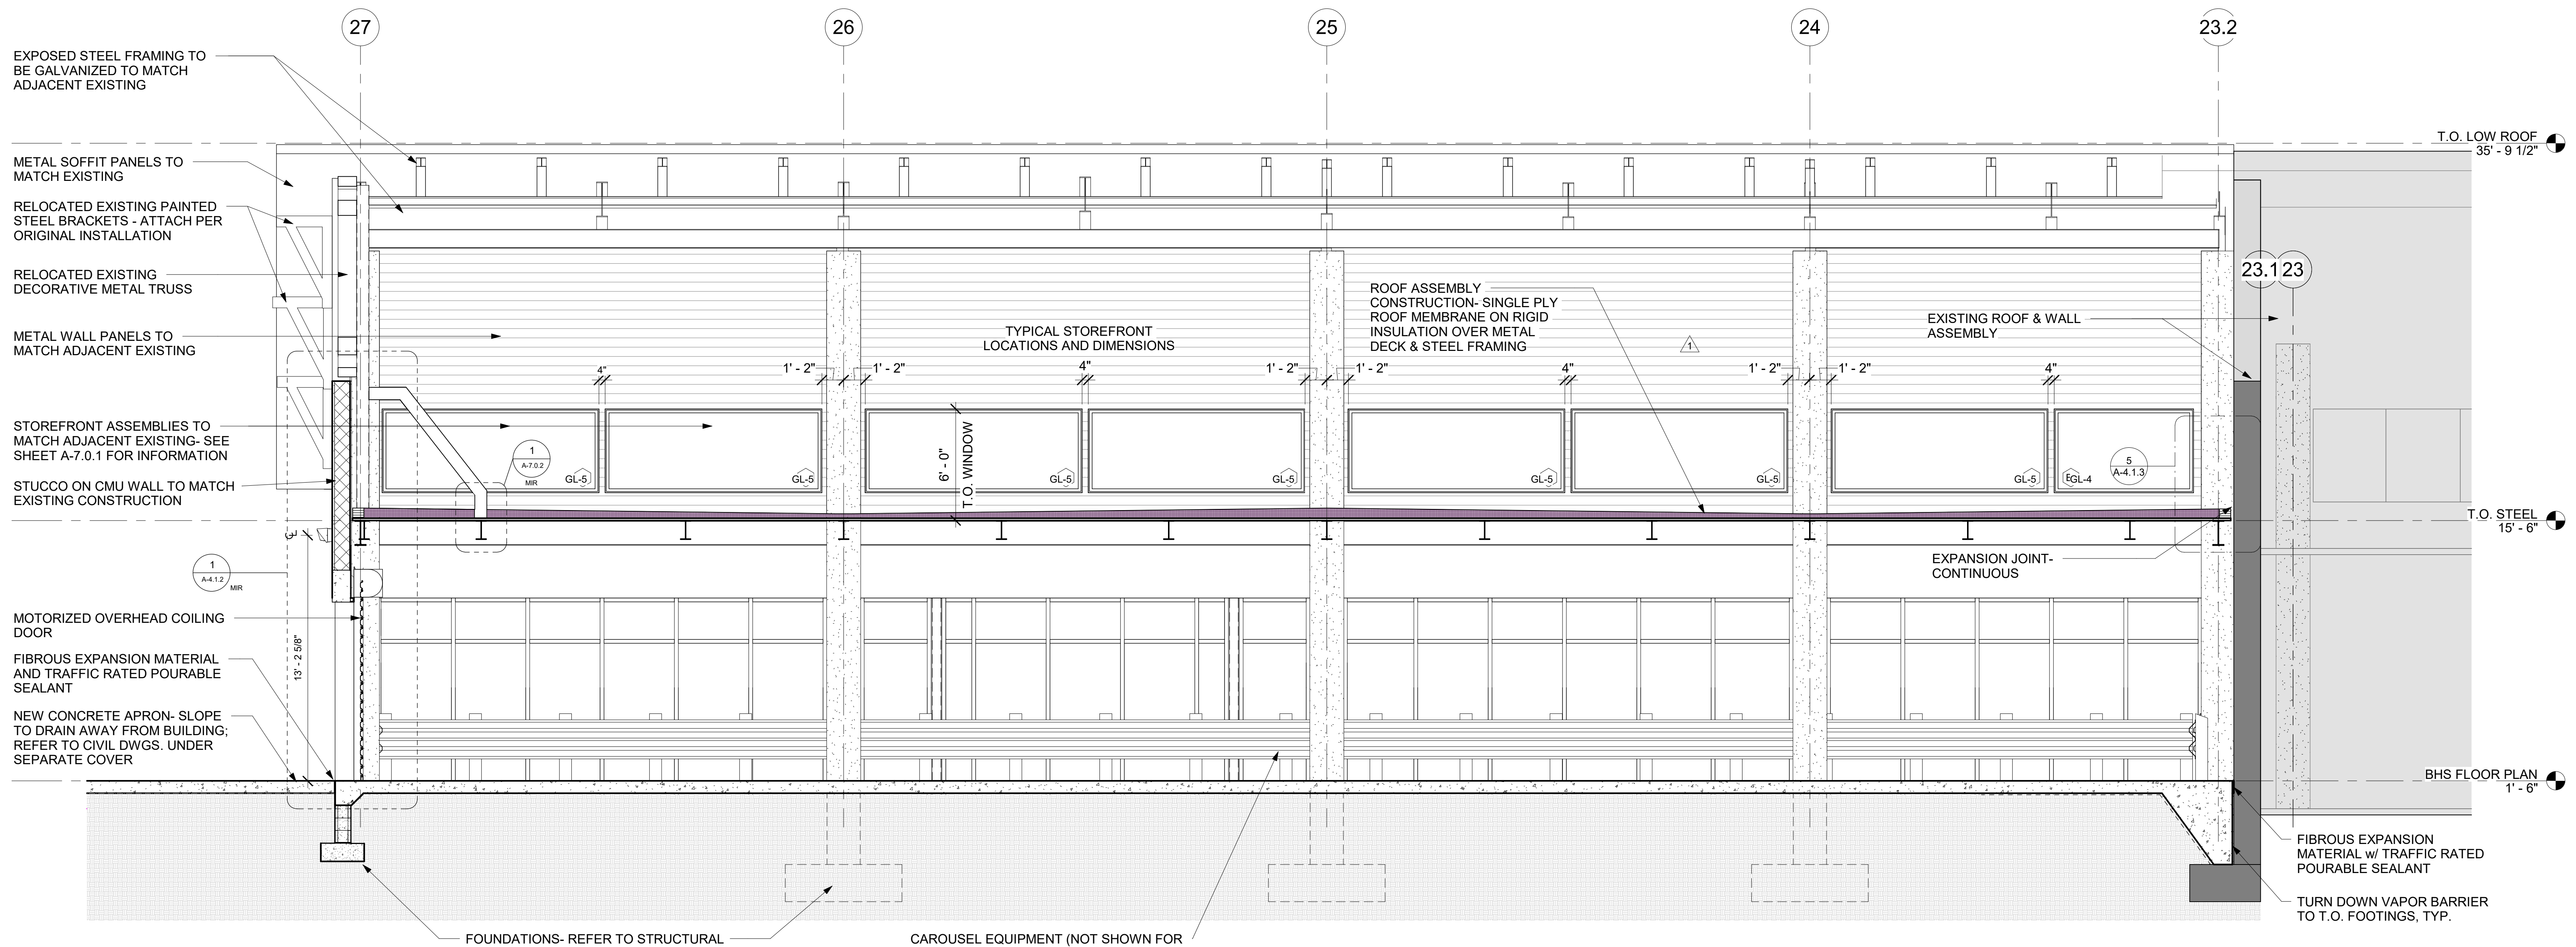 27
26
25
24
23.2
EXPOSED STEEL FRAMING TO
BE GALVANIZED TO MATCH
ADJACENT EXISTING
METAL SOFFIT PANELS TO
MATCH EXISTING
RELOCATED EXISTING PAINTED
STEEL BRACKETS - ATTACH PER
ORIGINAL INSTALLATION
RELOCATED EXISTING
DECORATIVE METAL TRUSS
METAL WALL PANELS TO
MATCH ADJACENT EXISTING
STOREFRONT ASSEMBLIES TO
MATCH ADJACENT EXISTING- SEE
SHEET A-7.0.1 FOR INFORMATION
STUCCO ON CMU WALL TO MATCH
EXISTING CONSTRUCTION
1
A-4.1.2
MIR
MOTORIZED OVERHEAD COILING
DOOR
FIBROUS EXPANSION MATERIAL
AND TRAFFIC RATED POURABLE
SEALANT
NEW CONCRETE APRON- SLOPE
TO DRAIN AWAY FROM BUILDING;
REFER TO CIVIL DWGS. UNDER
SEPARATE COVER
13' - 2 5/8"
TYPICAL STOREFRONT
LOCATIONS AND DIMENSIONS
ROOF ASSEMBLY
CONSTRUCTION- SINGLE PLY
ROOF MEMBRANE ON RIGID
INSULATION OVER METAL
DECK & STEEL FRAMING
1
EXISTING ROOF & WALL
ASSEMBLY
4"
1' - 2"
1' - 2"
4"
1' - 2"
1' - 2"
4"
1' - 2"
1' - 2"
4"
6' - 0"
T.O. WINDOW
1
A-7.0.2
MIR
GL-5
GL-5
GL-5
GL-5
GL-5
GL-5
GL-5
GL-4
5
A-4.1.3
EXPANSION JOINT-
CONTINUOUS
23.1
23
T.O. LOW ROOF
35' - 9 1/2"
T.O. STEEL
15' - 6"
BHS FLOOR PLAN
1' - 6"
FIBROUS EXPANSION
MATERIAL w/ TRAFFIC RATED
POURABLE SEALANT
TURN DOWN VAPOR BARRIER
TO T.O. FOOTINGS, TYP.
FOUNDATIONS- REFER TO STRUCTURAL
CAROUSEL EQUIPMENT (NOT SHOWN FOR